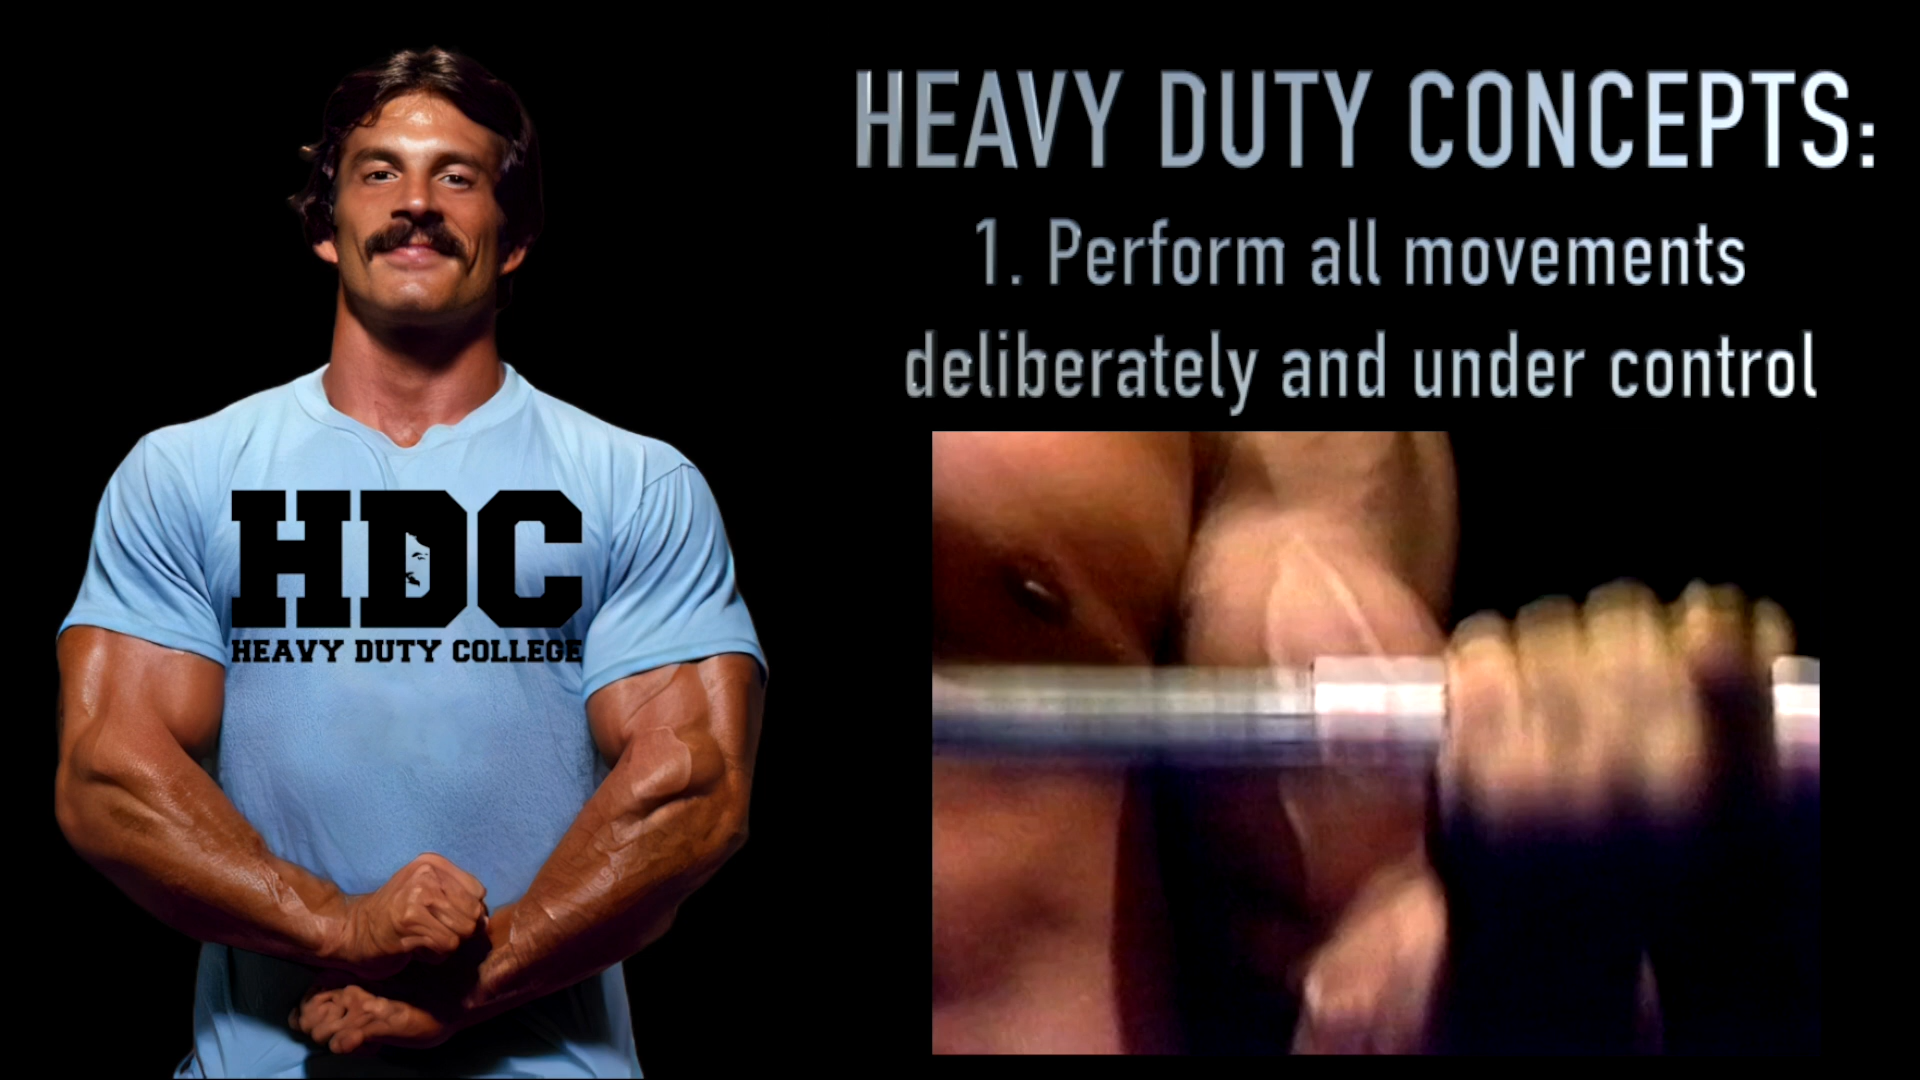 HEAVY DUTY CONCEPTS:
1. Perform all movements
deliberately and under control
HDC
HEAVY DUTY COLLEGE